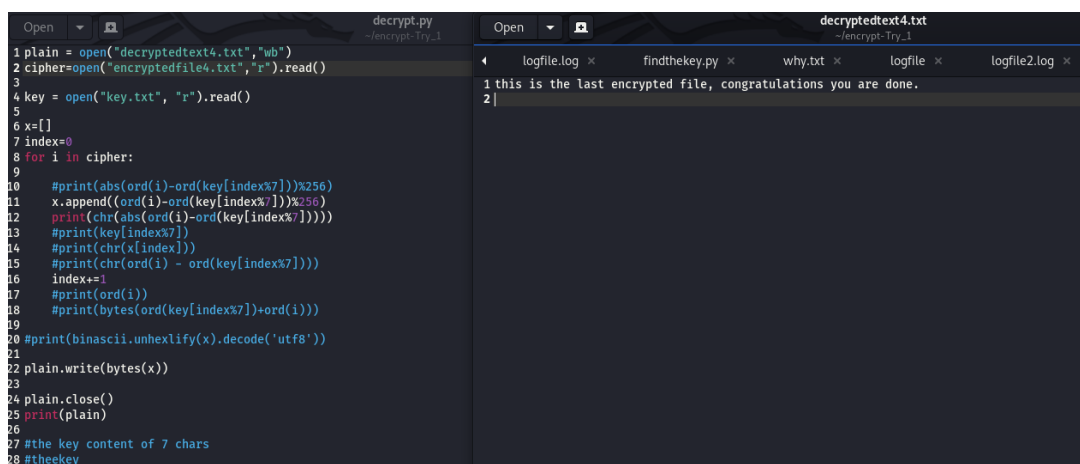 Open
decrypt.py
~/encrypt-Try_1
1 plain = open("decryptedtext4.txt","wb")
2 cipher=open("encryptedfile4.txt","r").read()
3
4 key = open("key.txt", "r").read()
5
6 x=[]
7 index=0
8 for i in cipher:
9
10     #print(abs(ord(i)-ord(key[index%7]))%256)
11     x.append((ord(i)-ord(key[index%7]))%256)
12     print(chr(abs(ord(i)-ord(key[index%7]))))
13     #print(key[index%7])
14     #print(chr(x[index]))
15     #print(chr(ord(i) - ord(key[index%7])))
16     index+=1
17     #print(ord(i))
18     #print(bytes(ord(key[index%7])+ord(i)))
19
20 #print(binascii.unhexlify(x).decode('utf8'))
21
22 plain.write(bytes(x))
23
24 plain.close()
25 print(plain)
26
27 #the key content of 7 chars
28 #theekey
Open
decryptedtext4.txt
~/encrypt-Try_1
logfile.log × findthekey.py × why.txt × logfile × logfile2.log ×
1 this is the last encrypted file, congratulations you are done.
2